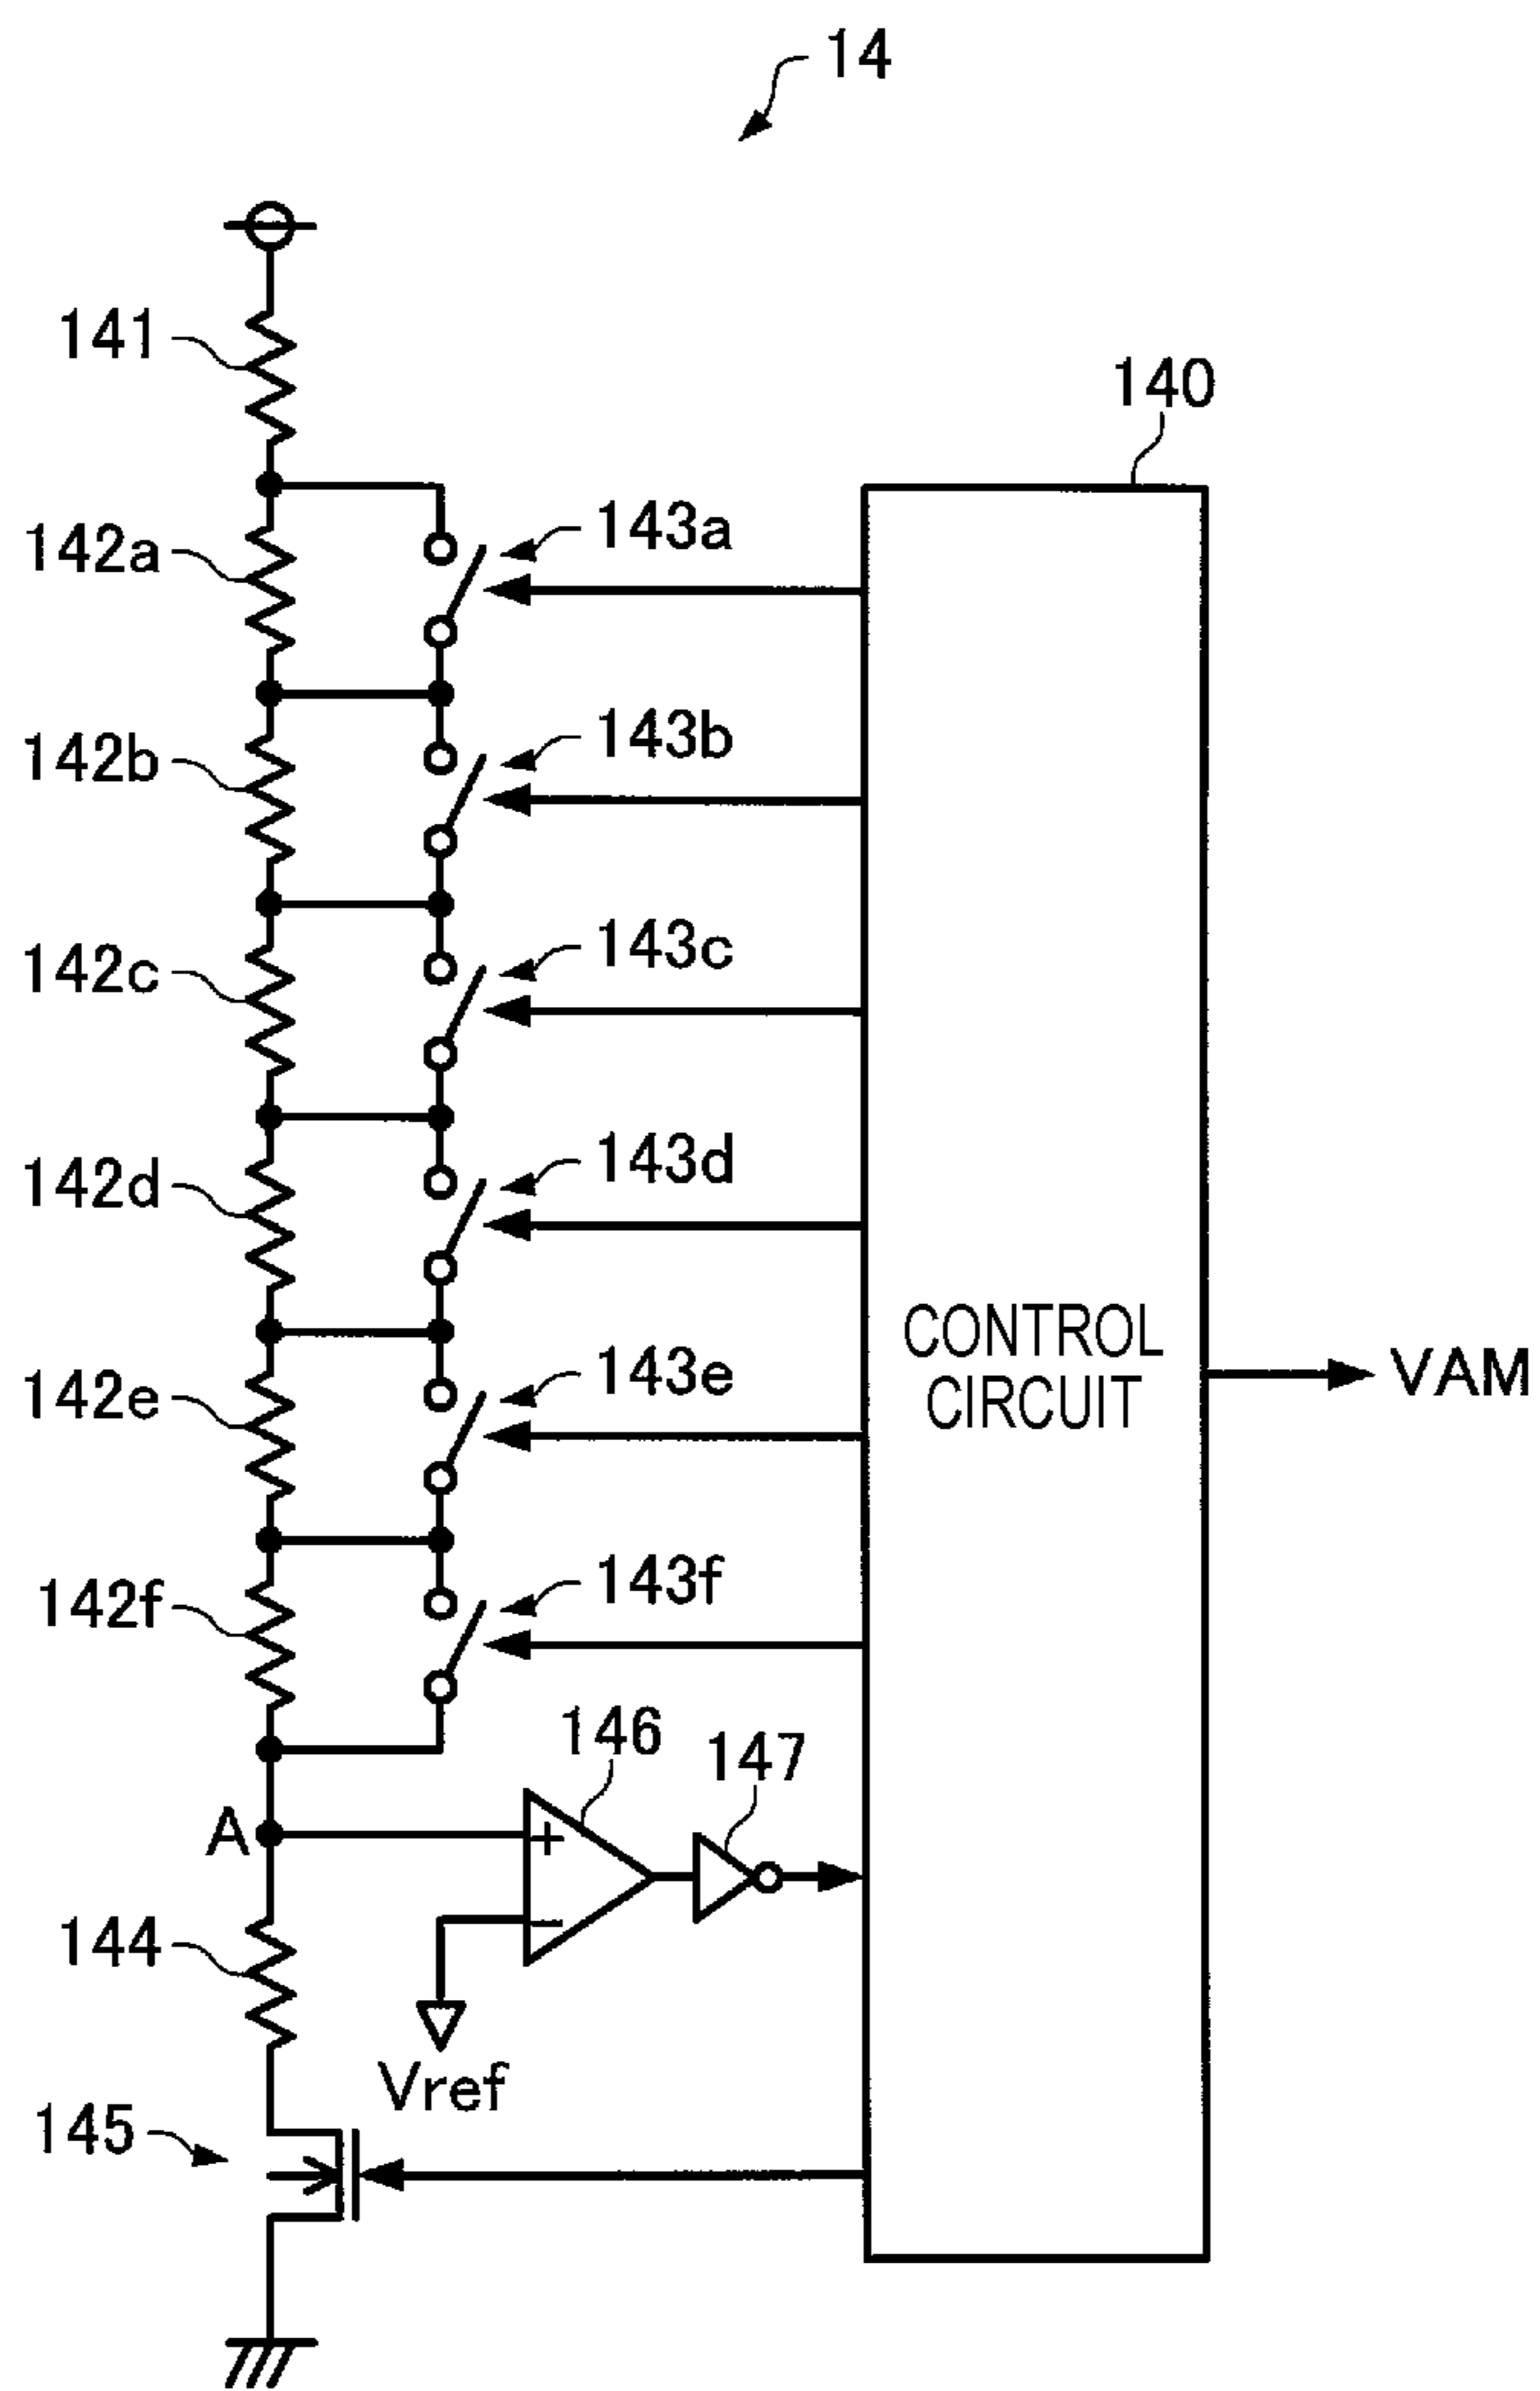 14
141
140
142a
143a
142b
143b
142c
143c
142d
143d
CONTROL
CIRCUIT
VAM
142e
143e
142f
143f
146
147
A
+
−
144
Vref
145